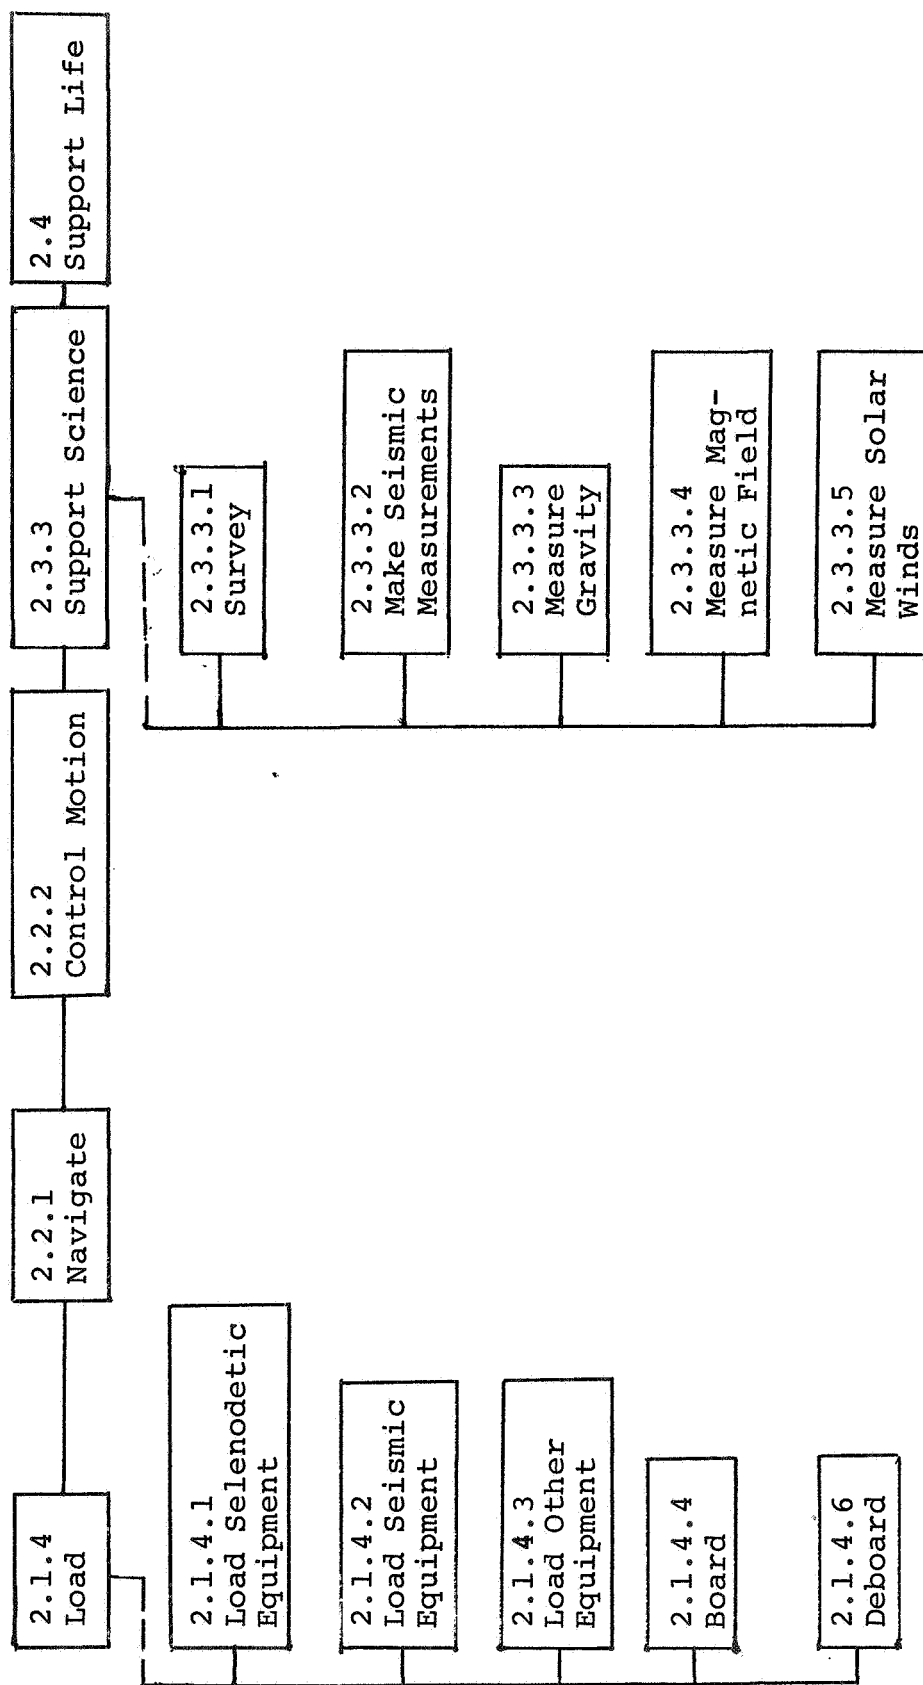 2.1.4
Load
2.1.4.1
Load Selenodetic
Equipment
2.1.4.2
Load Seismic
Equipment
2.1.4.3
Load Other
Equipment
2.1.4.4
Board
2.1.4.6
Deboard
2.2.1
Navigate
2.2.2
Control Motion
2.3.3
Support Science
2.3.3.1
Survey
2.3.3.2
Make Seismic
Measurements
2.3.3.3
Measure
Gravity
2.3.3.4
Measure Mag-
netic Field
2.3.3.5
Measure Solar
Winds
2.4
Support Life